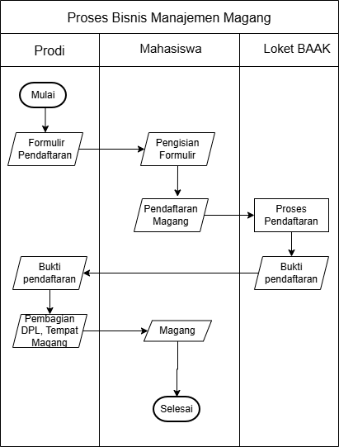 Proses Bisnis Manajemen Magang
Prodi
Mahasiswa
Loket BAAK
Mulai
Formulir
Pendaftaran
Pengisian
Formulir
Pendaftaran
Magang
Proses
Pendaftaran
Bukti
pendaftaran
Bukti
pendaftaran
Pembagian
DPL, Tempat
Magang
Magang
Selesai